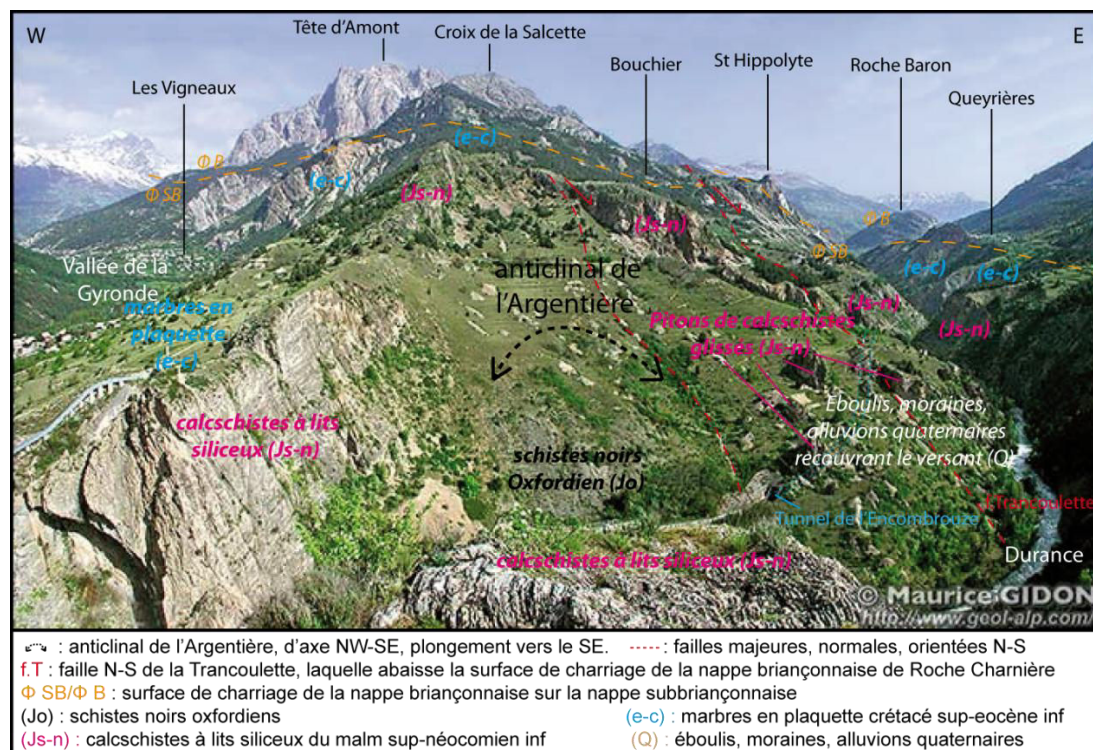 W
E
Tête d'Amont
Croix de la Salcette
Les Vigneaux
Bouchier
St Hippolyte
Roche Baron
Queyrières
Φ B
Φ SB
(e-c)
(e-c)
(Js-n)
(Js-n)
Φ SB
Φ B
(e-c)
(e-c)
(Js-n)
(Js-n)
Vallée de la
Gyronde
marbres en
plaquette
(e-c)
anticlinal de
l'Argentière
Pitons de calcschistes
glissés (Js-n)
calcschistes à lits
siliceux (Js-n)
schistes noirs
Oxfordien (Jo)
Eboulis, moraines,
alluvions quaternaires
recouvrant le versant (Q)
Tunnel de l'Encombrouze
f.Trancoulette
Durance
calcschistes à lits siliceux (Js-n)
© Maurice GIDON
http://www.geol-alp.com/
: anticlinal de l'Argentière, d'axe NW-SE, plongement vers le SE.
: failles majeures, normales, orientées N-S
f.T : faille N-S de la Trancoulette, laquelle abaisse la surface de charriage de la nappe briançonnaise de Roche Charnière
Φ SB/Φ B : surface de charriage de la nappe briançonnaise sur la nappe subbriançonnaise
(Jo) : schistes noirs oxfordiens
(e-c) : marbres en plaquette crétacé sup-eocène inf
(Js-n) : calcschistes à lits siliceux du malm sup-néocomien inf
(Q) : éboulis, moraines, alluvions quaternaires